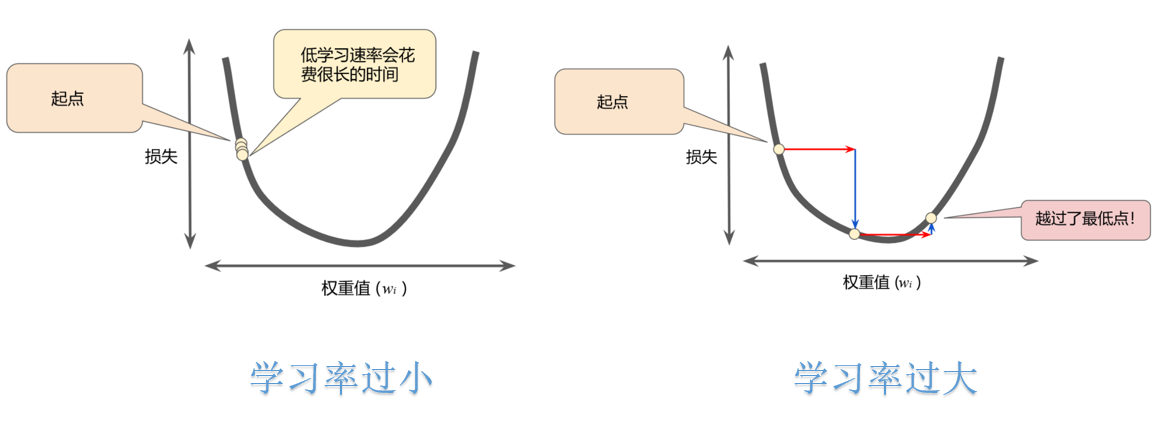 起点
低学习速率会花
费很长的时间
损失
权重值 (wᵢ )
学习率过小
起点
损失
越过了最低点！
权重值 (wᵢ )
学习率过大